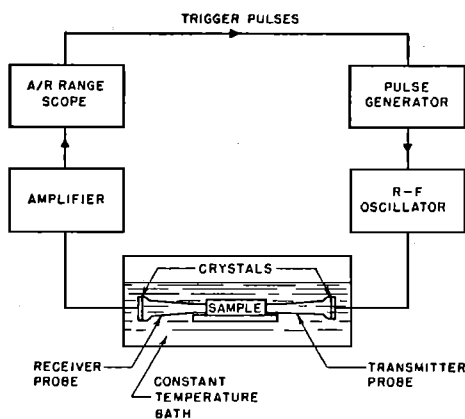 TRIGGER PULSES
A/R RANGE
SCOPE
PULSE
GENERATOR
AMPLIFIER
R-F
OSCILLATOR
CRYSTALS
SAMPLE
RECEIVER
PROBE
CONSTANT
TEMPERATURE
BATH
TRANSMITTER
PROBE